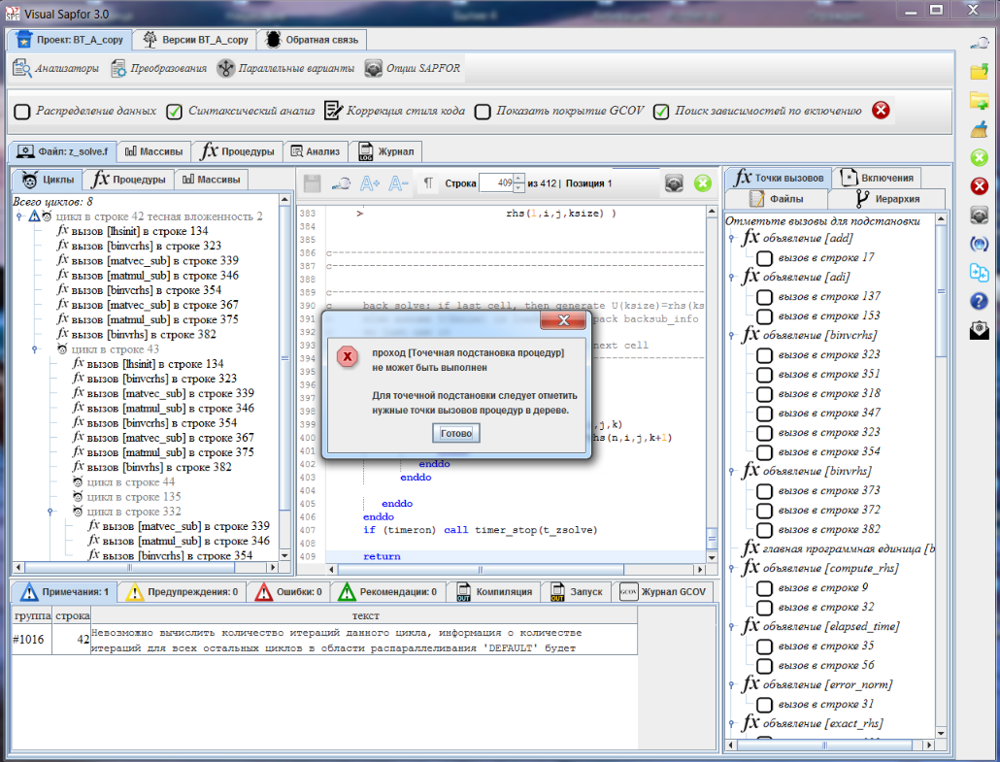 Visual Sapfor 3.0
Проект: BT_A_copy
Версии BT_A_copy
Обратная связь
Анализаторы
Преобразования
Параллельные варианты
Опции SAPFOR
Распределение данных
Синтаксический анализ
Коррекция стиля кода
Показать покрытие GCOV
Поиск зависимостей по включению
Файл: z_solve.f
Массивы
Процедуры
Анализ
Журнал
Циклы
Процедуры
Массивы
Всего циклов: 8
цикл в строке 42 тесная вложенность 2
вызов [lhsinit] в строке 134
вызов [binvcrhs] в строке 323
вызов [matvec_sub] в строке 339
вызов [matmul_sub] в строке 346
вызов [binvcrhs] в строке 354
вызов [matvec_sub] в строке 367
вызов [matmul_sub] в строке 375
вызов [binvrhs] в строке 382
цикл в строке 43
вызов [lhsinit] в строке 134
вызов [binvcrhs] в строке 323
вызов [matvec_sub] в строке 339
вызов [matmul_sub] в строке 346
вызов [binvcrhs] в строке 354
вызов [matvec_sub] в строке 367
вызов [matmul_sub] в строке 375
вызов [binvrhs] в строке 382
цикл в строке 44
цикл в строке 135
цикл в строке 332
вызов [matvec_sub] в строке 339
вызов [matmul_sub] в строке 346
вызов [binvcrhs] в строке 354
Строка 409 из 412 | Позиция 1
383 > rhs(1,i,j,ksize) )
384
385
386 c---------------------------------------------------------------------
387 c---------------------------------------------------------------------
388
389 c---------------------------------------------------------------------
390 c back solve: if last cell, then generate U(ksize)=rhs(ks
391 pack backsub_info
392
393 next cell
394
395
396
397
398
399 ,j,k)
400 hs(n,i,j,k+1)
401
402 enddo
403 enddo
404
405 enddo
406 enddo
407 if (timeron) call timer_stop(t_zsolve)
408
409 return
проход [Точечная подстановка процедур]
не может быть выполнен
Для точечной подстановки следует отметить
нужные точки вызовов процедур в дереве.
Готово
Точки вызовов
Включения
Файлы
Иерархия
Отметьте вызовы для подстановки
объявление [add]
вызов в строке 17
объявление [adi]
вызов в строке 137
вызов в строке 153
объявление [binvcrhs]
вызов в строке 323
вызов в строке 351
вызов в строке 318
вызов в строке 347
вызов в строке 323
вызов в строке 354
объявление [binvrhs]
вызов в строке 373
вызов в строке 372
вызов в строке 382
главная программная единица [b
объявление [compute_rhs]
вызов в строке 9
вызов в строке 32
объявление [elapsed_time]
вызов в строке 35
вызов в строке 56
объявление [error_norm]
вызов в строке 31
объявление [exact_rhs]
Примечания: 1
Предупреждения: 0
Ошибки: 0
Рекомендации: 0
Компиляция
Запуск
Журнал GCOV
группа строка текст
#1016 42 Невозможно вычислить количество итераций данного цикла, информация о количестве
итераций для всех остальных циклов в области распараллеливания 'DEFAULT' будет